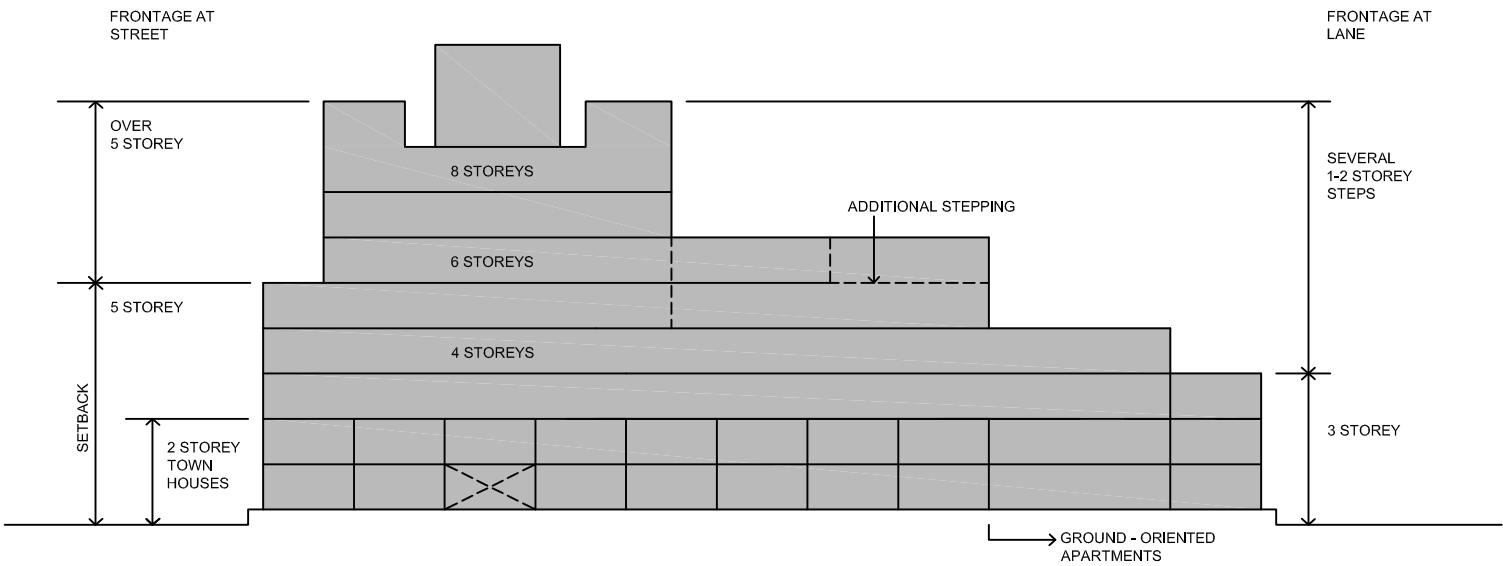 FRONTAGE AT
STREET
FRONTAGE AT
LANE
OVER
5 STOREY
8 STOREYS
SEVERAL
1-2 STOREY
STEPS
ADDITIONAL STEPPING
6 STOREYS
5 STOREY
4 STOREYS
SETBACK
2 STOREY
TOWN
HOUSES
3 STOREY
GROUND - ORIENTED
APARTMENTS